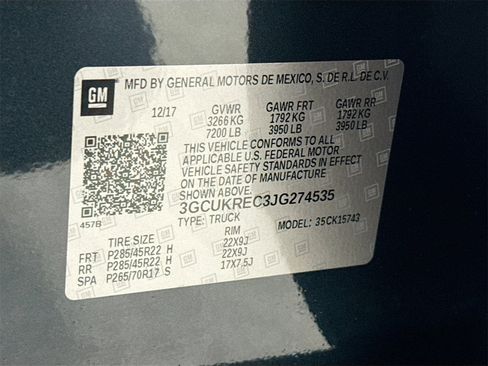 GM
MFD BY GENERAL MOTORS DE MEXICO, S. DE R.L. DE C.V.
12/17 GVWR GAWR FRT GAWR RR
3266 KG 1792 KG 1792 KG
7200 LB 3950 LB 3950 LB
THIS VEHICLE CONFORMS TO ALL
APPLICABLE U.S. FEDERAL MOTOR
VEHICLE SAFETY STANDARDS IN EFFECT
ON THE DATE OF MANUFACTURE
SHOWN ABOVE.
457B 3GCUKREC3JG274535
TYPE: TRUCK MODEL: 35CK15743
TIRE SIZE RIM
FRT P285/45R22 H 22X9J
RR P285/45R22 H 22X9J
SPA P265/70R17 S 17X7.5J